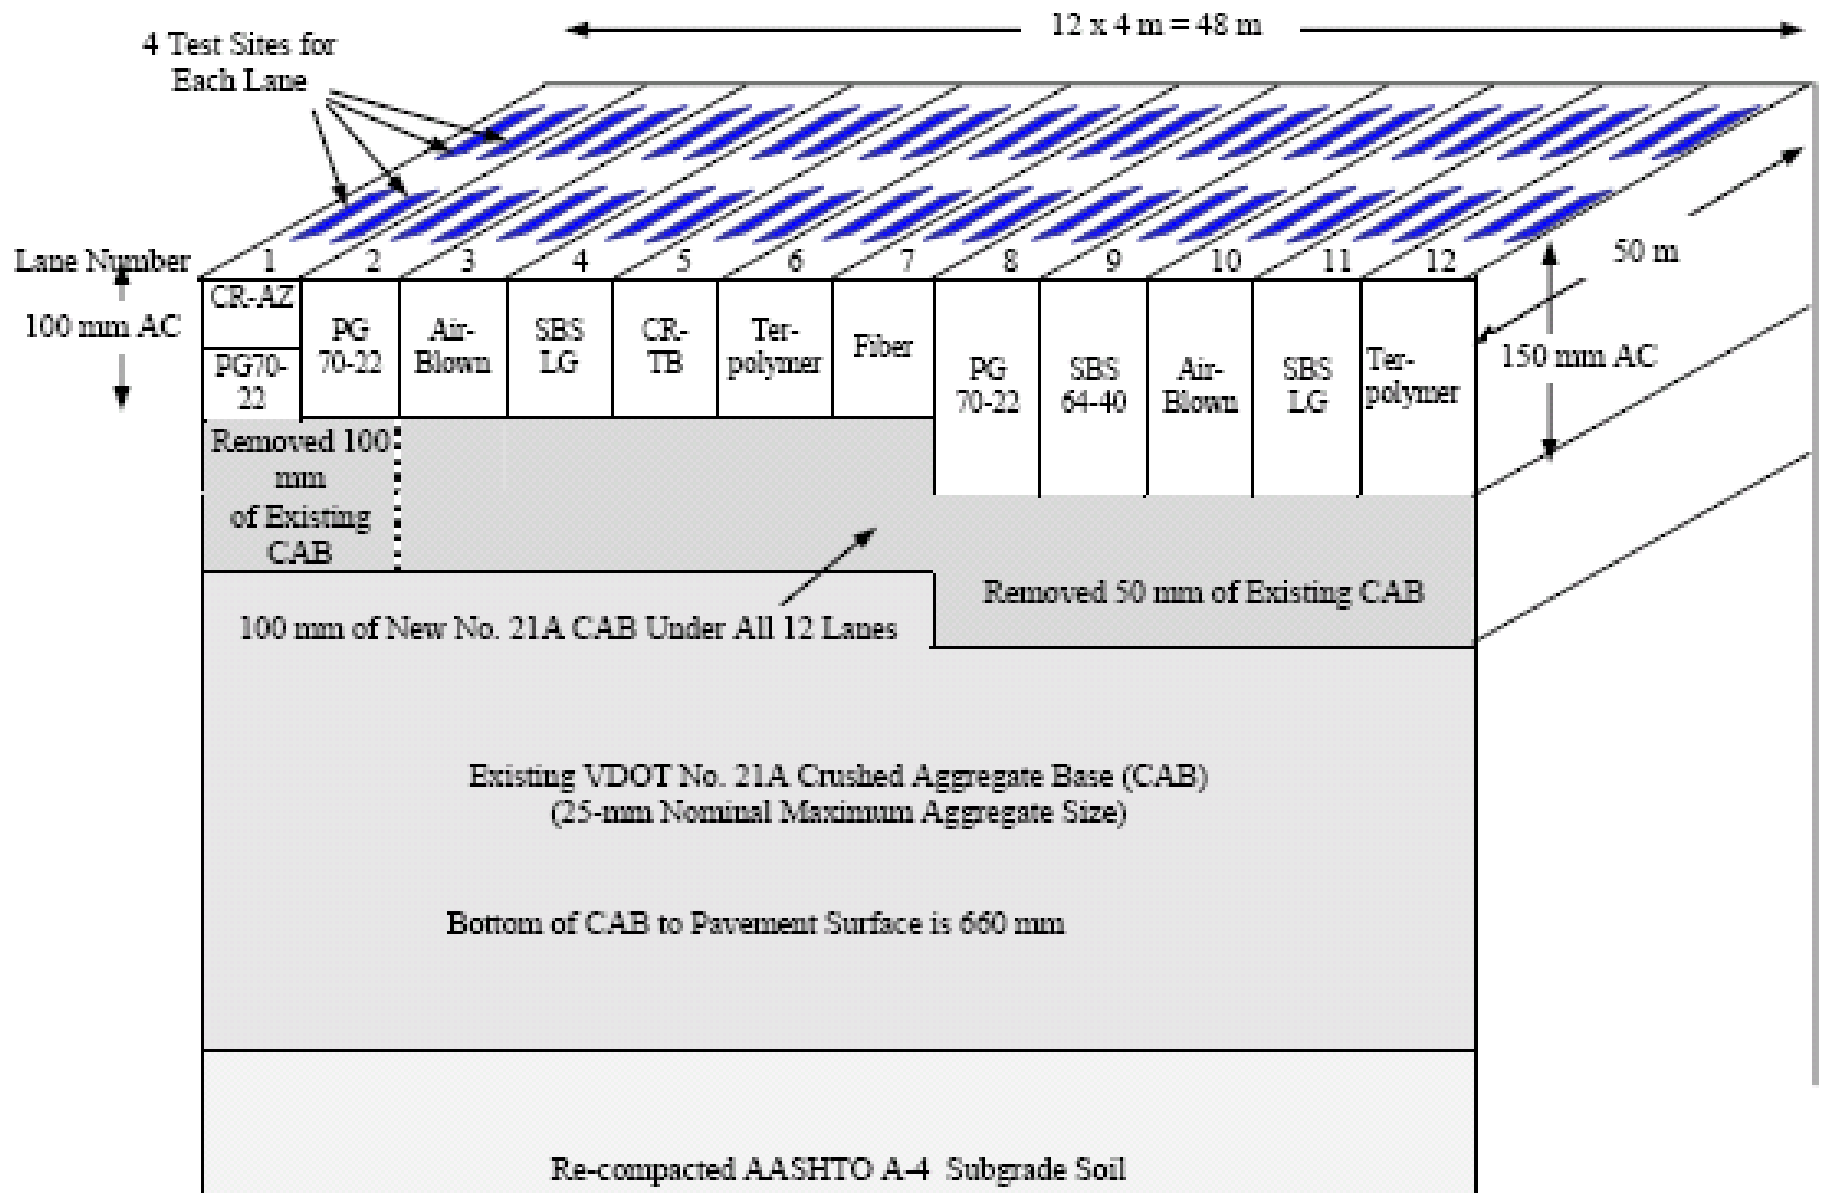 12 x 4 m = 48 m
4 Test Sites for
Each Lane
50 m
Lane Number 1 2 3 4 5 6 7 8 9 10 11 12
100 mm AC
CR-AZ
PG70-
22
PG
70-22
Air-
Blown
SBS
LG
CR-
TB
Ter-
polymer
Fiber
PG
70-22
SBS
64-40
Air-
Blown
SBS
LG
Ter-
polymer
150 mm AC
Removed 100
mm
of Existing
CAB
Removed 50 mm of Existing CAB
100 mm of New No. 21A CAB Under All 12 Lanes
Existing VDOT No. 21A Crushed Aggregate Base (CAB)
(25-mm Nominal Maximum Aggregate Size)
Bottom of CAB to Pavement Surface is 660 mm
Re-compacted AASHTO A-4 Subgrade Soil